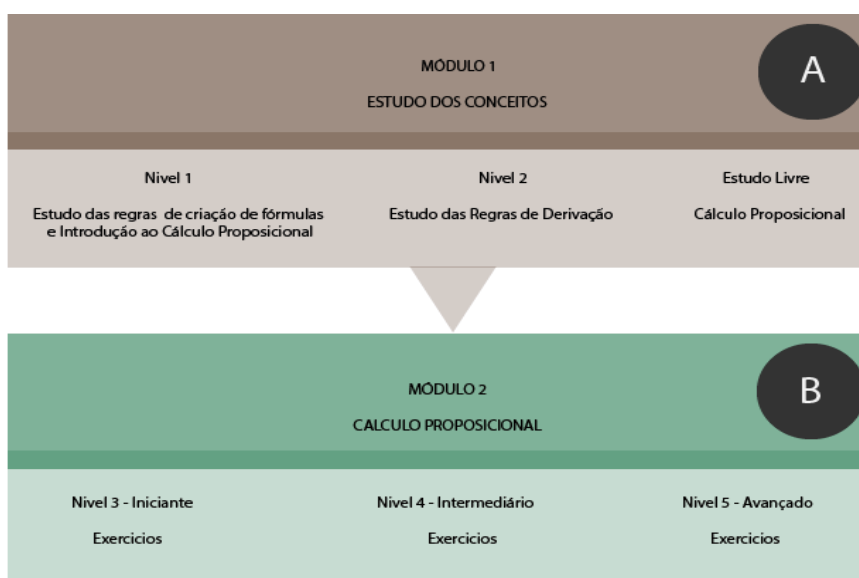 MÓDULO 1
A
ESTUDO DOS CONCEITOS
Nivel 1
Nivel 2
Estudo Livre
Estudo das regras de criação de fórmulas
e Introdução ao Cálculo Proposicional
Estudo das Regras de Derivação
Cálculo Proposicional
MÓDULO 2
B
CALCULO PROPOSICIONAL
Nivel 3 - Iniciante
Nivel 4 - Intermediário
Nivel 5 - Avançado
Exercicios
Exercicios
Exercicios